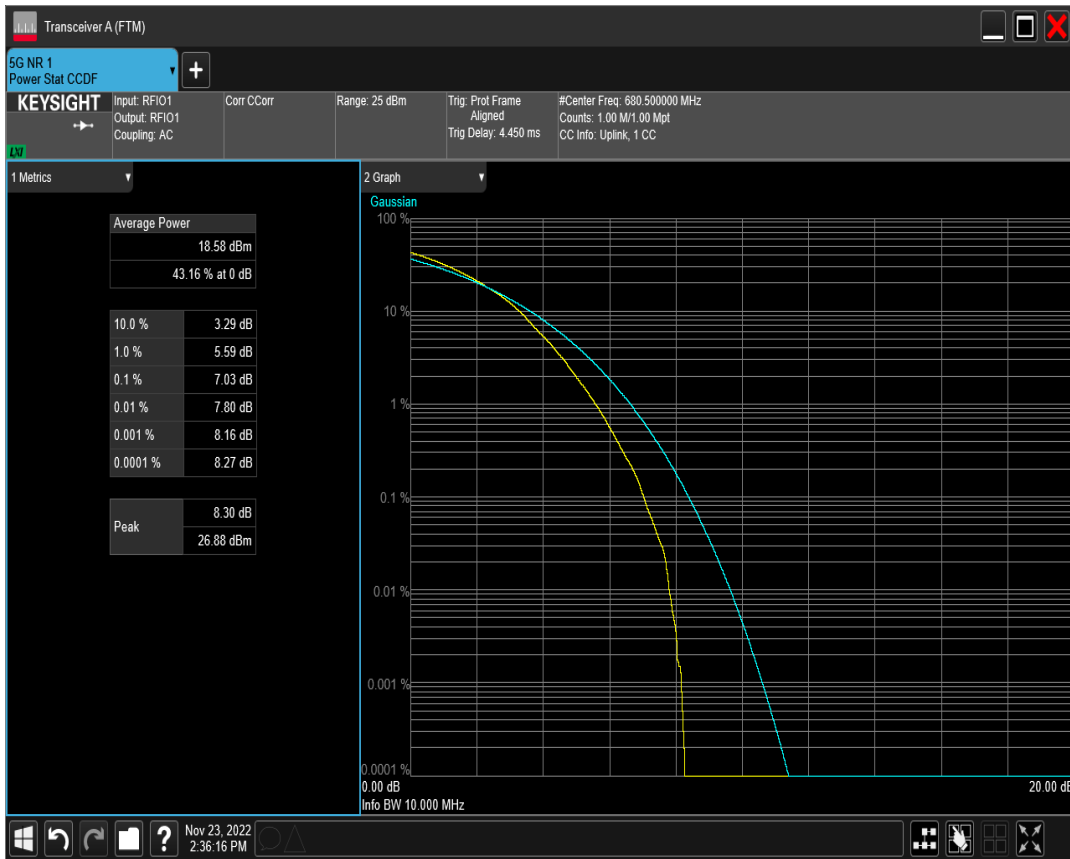 Transceiver A (FTM)
5G NR 1
Power Stat CCDF
+
KEYSIGHT
LXI
Input: RFIO1
Output: RFIO1
Coupling: AC
Corr CCorr
Range: 25 dBm
Trig: Prot Frame
Aligned
Trig Delay: 4.450 ms
#Center Freq: 680.500000 MHz
Counts: 1.00 M/1.00 Mpt
CC Info: Uplink, 1 CC
1 Metrics
Average Power
18.58 dBm
43.16 % at 0 dB
10.0 % 3.29 dB
1.0 % 5.59 dB
0.1 % 7.03 dB
0.01 % 7.80 dB
0.001 % 8.16 dB
0.0001 % 8.27 dB
Peak 8.30 dB
26.88 dBm
2 Graph
Gaussian
100 %
10 %
1 %
0.1 %
0.01 %
0.001 %
0.0001 %
0.00 dB 20.00 dB
Info BW 10.000 MHz
? Nov 23, 2022
2:36:16 PM